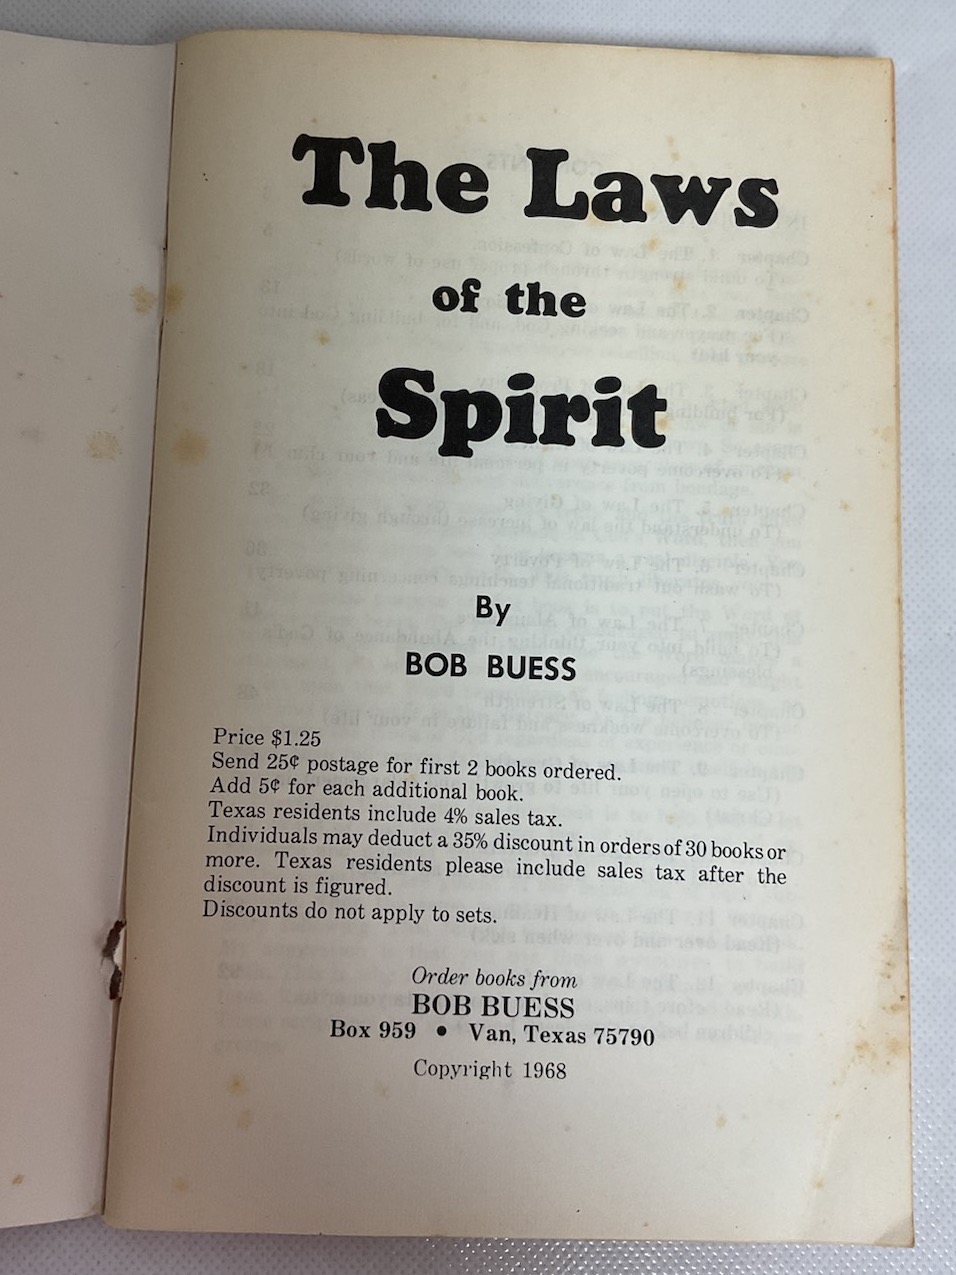 The Laws
of the
Spirit
By
BOB BUESS
Price $1.25
Send 25¢ postage for first 2 books ordered.
Add 5¢ for each additional book.
Texas residents include 4% sales tax.
Individuals may deduct a 35% discount in orders of 30 books or
more. Texas residents please include sales tax after the
discount is figured.
Discounts do not apply to sets.
Order books from
BOB BUESS
Box 959 • Van, Texas 75790
Copyright 1968